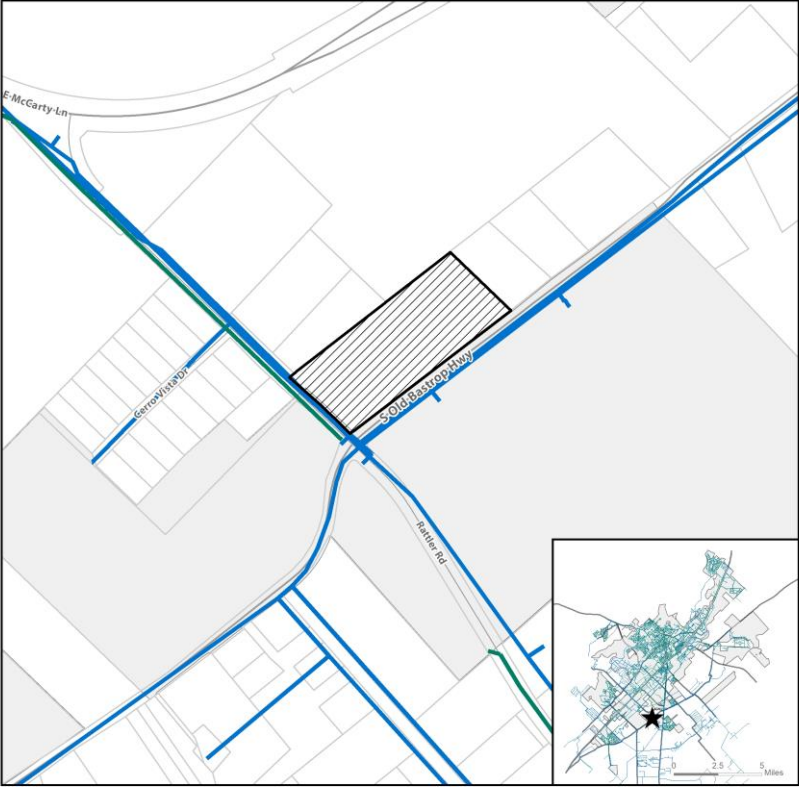 E McCarty Ln
S Old Bastrop Hwy
Cerro Vista Dr
Rattler Rd
0 2.5 5
Miles